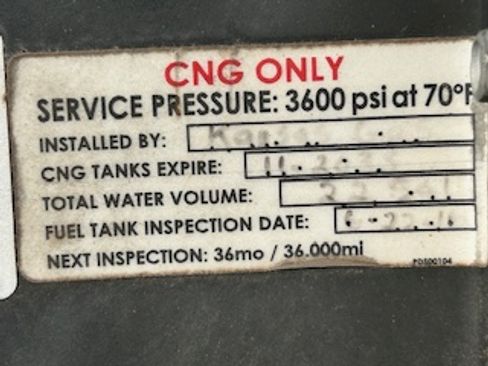 CNG ONLY
SERVICE PRESSURE: 3600 psi at 70°F
INSTALLED BY:
CNG TANKS EXPIRE:
TOTAL WATER VOLUME:
FUEL TANK INSPECTION DATE:
NEXT INSPECTION: 36mo / 36.000mi